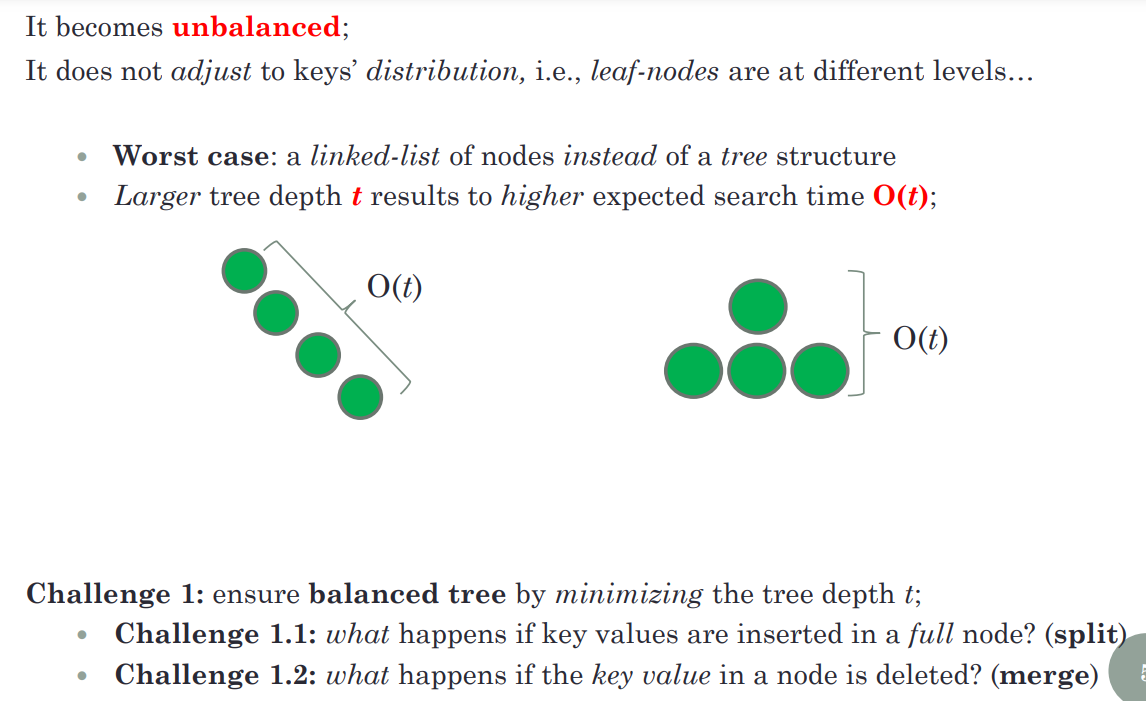 It becomes unbalanced;
It does not adjust to keys’ distribution, i.e., leaf-nodes are at different levels…
• Worst case: a linked-list of nodes instead of a tree structure
• Larger tree depth t results to higher expected search time O(t);
O(t)
O(t)
Challenge 1: ensure balanced tree by minimizing the tree depth t;
• Challenge 1.1: what happens if key values are inserted in a full node? (split)
• Challenge 1.2: what happens if the key value in a node is deleted? (merge)